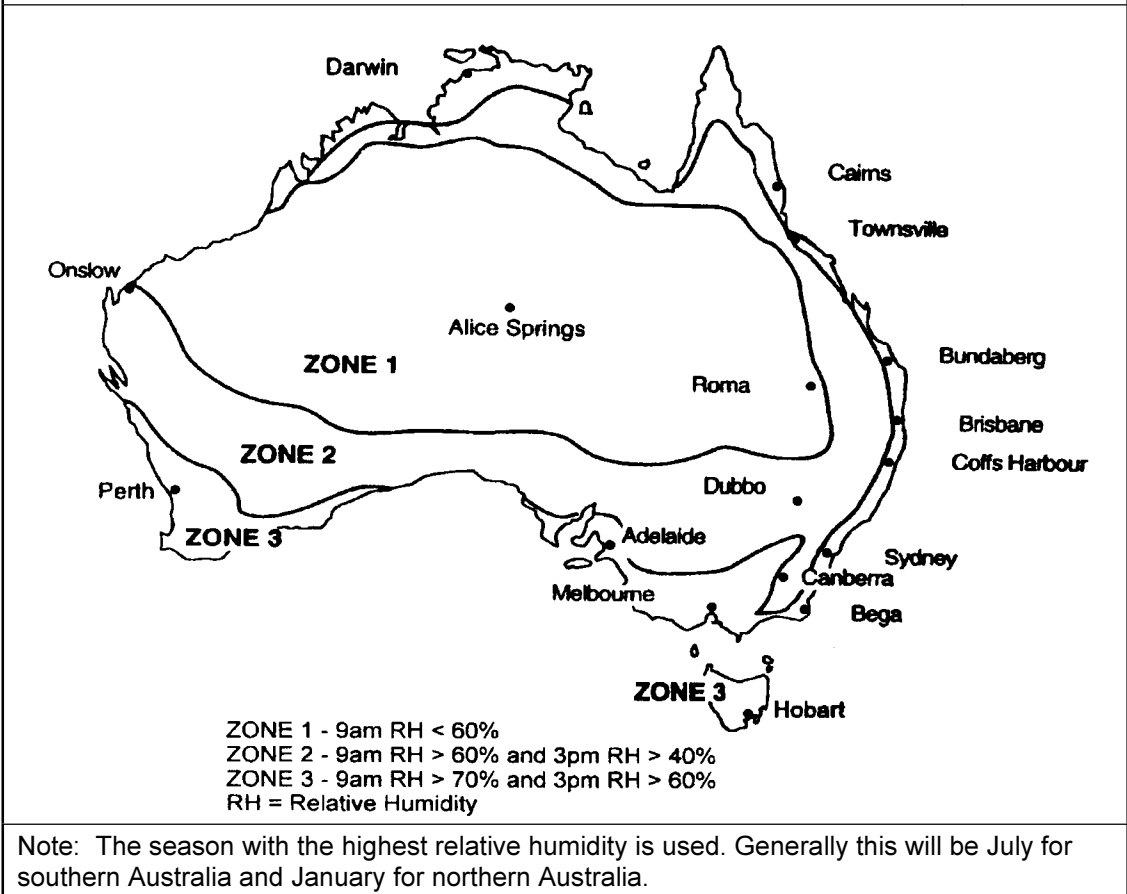 Darwin
Cairns
Townsville
Onslow
Alice Springs
ZONE 1
Bundaberg
Roma
Brisbane
ZONE 2
Coffs Harbour
Perth
Dubbo
ZONE 3
Adelaide
Sydney
Canberra
Melbourne
Bega
ZONE 3
Hobart
ZONE 1 - 9am RH < 60%
ZONE 2 - 9am RH > 60% and 3pm RH > 40%
ZONE 3 - 9am RH > 70% and 3pm RH > 60%
RH = Relative Humidity
Note: The season with the highest relative humidity is used. Generally this will be July for
southern Australia and January for northern Australia.